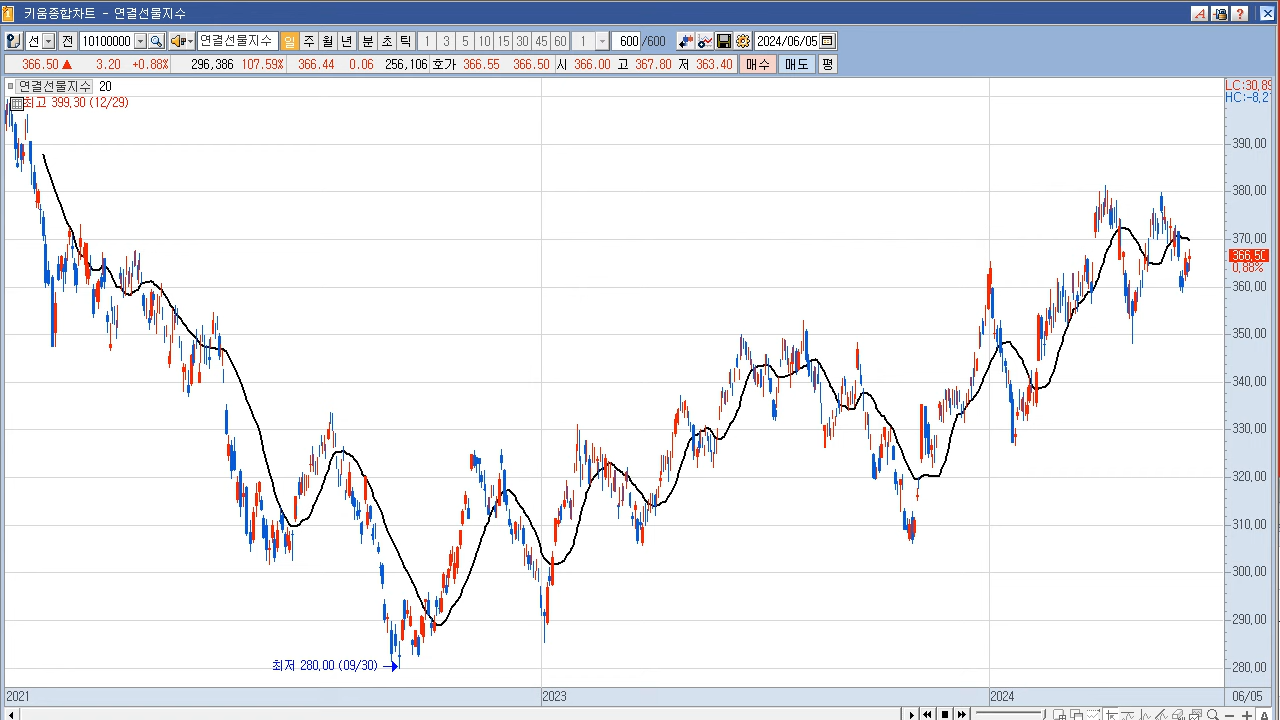 키움종합차트 - 연결선물지수
A ?
선 전 10100000 연결선물지수 일 주 월 년 분 초 틱 1 3 5 10 15 30 45 60 1 600 /600 2024/06/05
366.50 ▲ 3.20 +0.88% 296,386 107.59% 366.44 0.06 256,106 호가 366.55 366.50 시 366.00 고 367.80 저 363.40 매수 매도 평
연결선물지수 20
LC:30,89
HC:-8,2
최고 399,30 (12/29)
390,00
380,00
370,00
366,50
0,88%
360,00
350,00
340,00
330,00
320,00
310,00
300,00
290,00
280,00
최저 280,00 (09/30)
2021 2023 2024 06/05
A